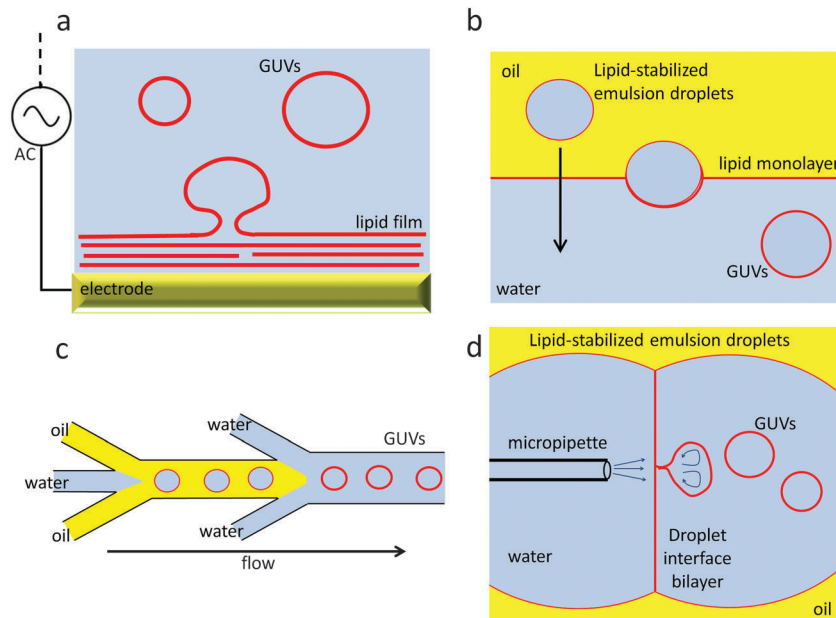 a
GUVs
AC
lipid film
electrode
b
oil
Lipid-stabilized
emulsion droplets
lipid monolayer
GUVs
water
c
oil
water
oil
water
water
GUVs
flow
d
Lipid-stabilized emulsion droplets
GUVs
micropipette
water
Droplet
interface
bilayer
oil